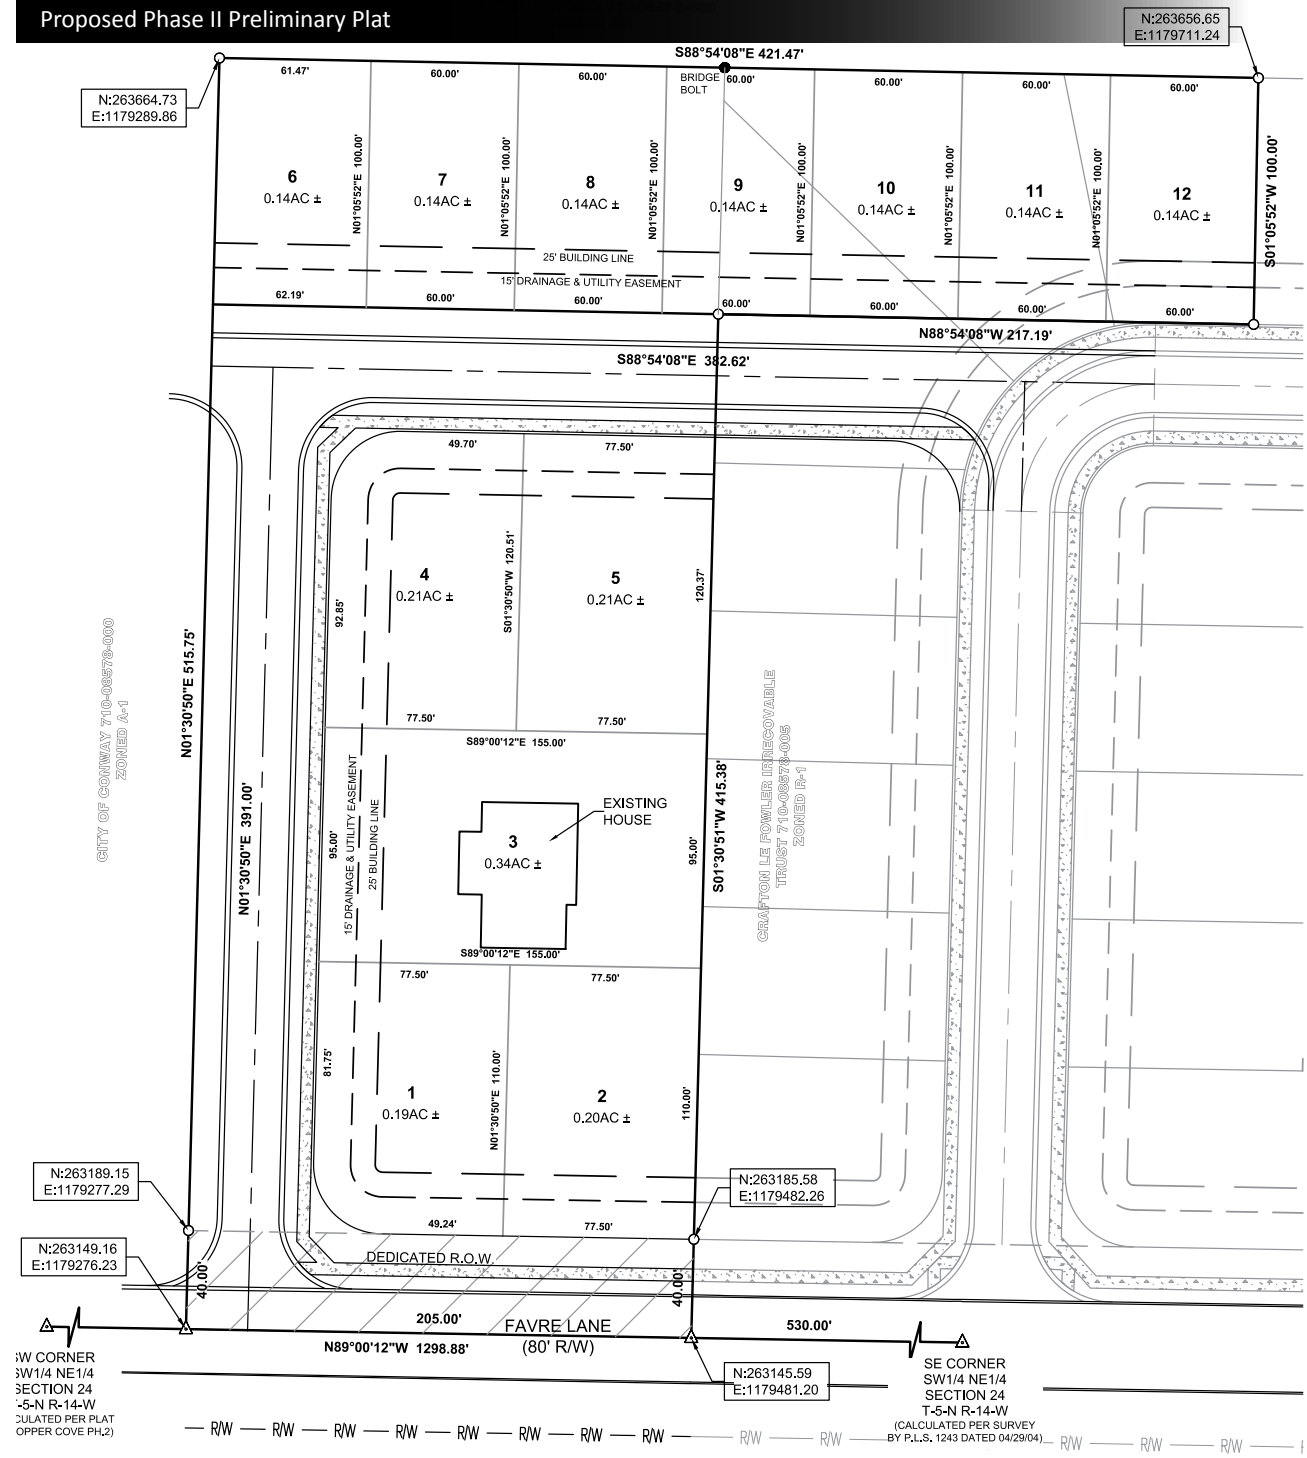 Proposed Phase II Preliminary Plat
N:263656.65
E:1179711.24
S88°54'08"E 421.47'
N:263664.73
E:1179289.86
61.47'
60.00'
60.00'
BRIDGE
BOLT
60.00'
60.00'
60.00'
60.00'
N01°05'52"E 100.00'
N01°05'52"E 100.00'
N01°05'52"E 100.00'
N01°05'52"E 100.00'
N01°05'52"E 100.00'
N01°05'52"E 100.00'
S01°05'52"W 100.00'
6
0.14AC ±
7
0.14AC ±
8
0.14AC ±
9
0.14AC ±
10
0.14AC ±
11
0.14AC ±
12
0.14AC ±
25' BUILDING LINE
15' DRAINAGE & UTILITY EASEMENT
62.19'
60.00'
60.00'
60.00'
60.00'
60.00'
60.00'
N88°54'08"W 217.19'
S88°54'08"E 382.62'
49.70'
77.50'
4
0.21AC ±
5
0.21AC ±
S01°30'50"W 120.51'
120.37'
92.85'
CITY OF CONWAY 710-08578-000
ZONED A-1
N01°30'50"E 515.75'
N01°30'50"E 391.00'
77.50'
77.50'
S89°00'12"E 155.00'
CRAFTON LE FOWLER IRRECOVABLE
TRUST 710-08578-005
ZONED R-1
S01°30'51"W 415.38'
15' DRAINAGE & UTILITY EASEMENT
25' BUILDING LINE
95.00'
EXISTING
HOUSE
3
0.34AC ±
95.00'
S89°00'12"E 155.00'
77.50'
77.50'
81.75'
N01°30'50"E 110.00'
110.00'
1
0.19AC ±
2
0.20AC ±
N:263189.15
E:1179277.29
N:263185.58
E:1179482.26
49.24'
77.50'
N:263149.16
E:1179276.23
DEDICATED R.O.W.
40.00'
40.00'
205.00'
FAVRE LANE
(80' R/W)
530.00'
N89°00'12"W 1298.88'
N:263145.59
E:1179481.20
SW CORNER
SW1/4 NE1/4
SECTION 24
T-5-N R-14-W
CULATED PER PLAT
OPPER COVE PH.2)
SE CORNER
SW1/4 NE1/4
SECTION 24
T-5-N R-14-W
(CALCULATED PER SURVEY
BY P.L.S. 1243 DATED 04/29/04)
R/W R/W R/W R/W R/W R/W R/W R/W R/W R/W R/W R/W R/W